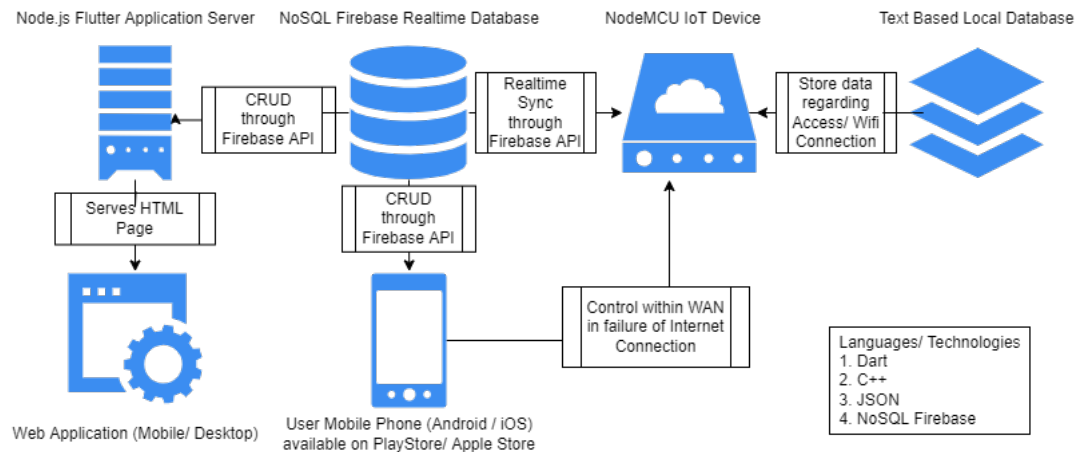 Node.js Flutter Application Server
NoSQL Firebase Realtime Database
NodeMCU IoT Device
Text Based Local Database
CRUD
through
Firebase API
Realtime
Sync
through
Firebase API
Store data
regarding
Access/ Wifi
Connection
Serves HTML
Page
CRUD
through
Firebase API
Control within WAN
in failure of Internet
Connection
Languages/ Technologies
1. Dart
2. C++
3. JSON
4. NoSQL Firebase
Web Application (Mobile/ Desktop)
User Mobile Phone (Android / iOS)
available on PlayStore/ Apple Store